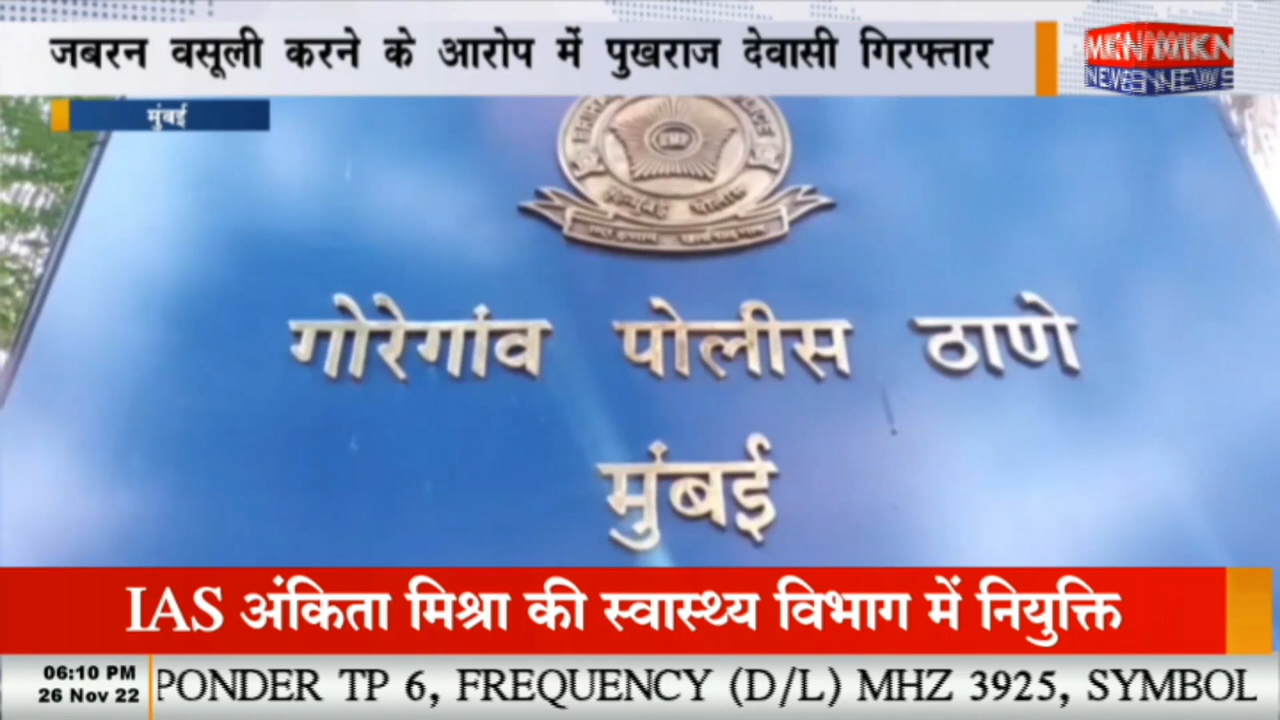 जबरन वसूली करने के आरोप में पुखराज देवासी गिरफ्तार
मुंबई
गोरेगांव पोलीस ठाणे
मुंबई
IAS अंकिता मिश्रा की स्वास्थ्य विभाग में नियुक्ति
06:10 PM
26 Nov 22
PONDER TP 6, FREQUENCY (D/L) MHZ 3925, SYMBOL